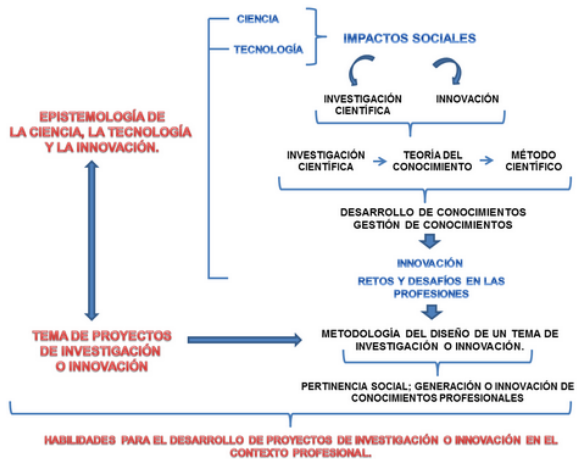 CIENCIA
TECNOLOGÍA
IMPACTOS SOCIALES
INVESTIGACIÓN
CIENTÍFICA
INNOVACIÓN
EPISTEMOLOGÍA DE
LA CIENCIA, LA TECNOLOGÍA
Y LA INNOVACIÓN.
INVESTIGACIÓN
CIENTÍFICA
TEORÍA DEL
CONOCIMIENTO
MÉTODO
CIENTÍFICO
DESARROLLO DE CONOCIMIENTOS
GESTIÓN DE CONOCIMIENTOS
INNOVACIÓN
RETOS Y DESAFÍOS EN LAS
PROFESIONES
TEMA DE PROYECTOS
DE INVESTIGACIÓN
O INNOVACIÓN
METODOLOGÍA DEL DISEÑO DE UN TEMA DE
INVESTIGACIÓN O INNOVACIÓN.
PERTINENCIA SOCIAL; GENERACIÓN O INNOVACIÓN DE
CONOCIMIENTOS PROFESIONALES
HABILIDADES PARA EL DESARROLLO DE PROYECTOS DE INVESTIGACIÓN O INNOVACIÓN EN EL
CONTEXTO PROFESIONAL.